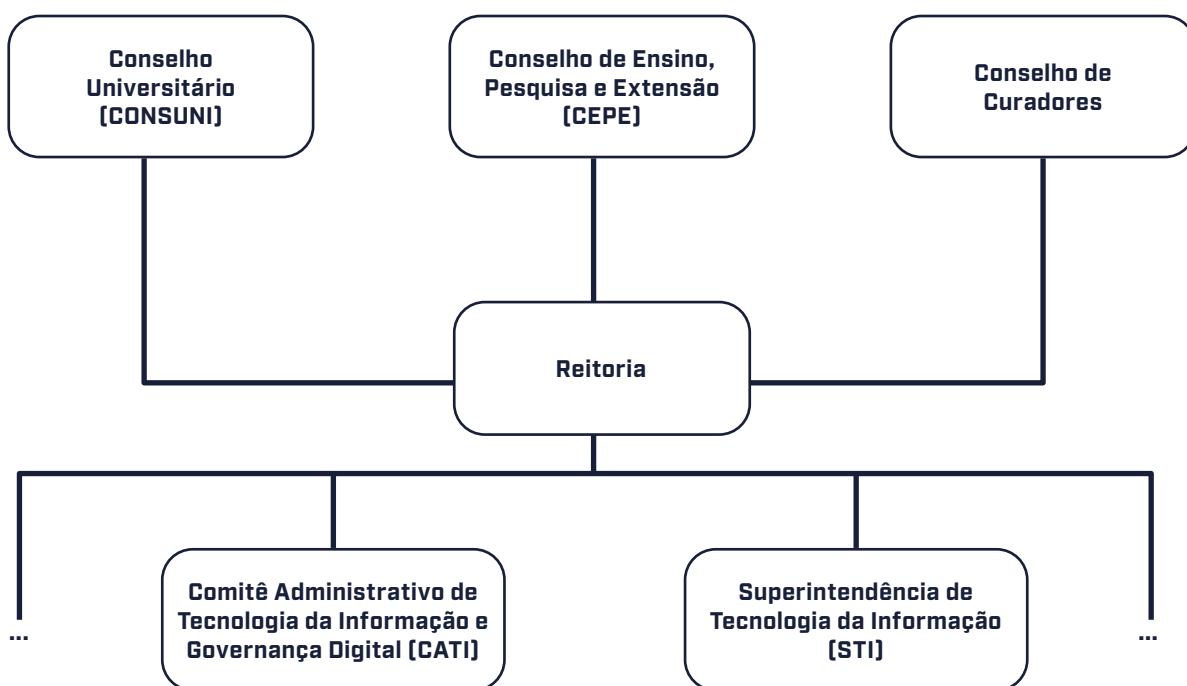 Conselho
Universitário
(CONSUNI)
Conselho de Ensino,
Pesquisa e Extensão
(CEPE)
Conselho de
Curadores
Reitoria
Comitê Administrativo de
Tecnologia da Informação e
Governança Digital (CATI)
Superintendência de
Tecnologia da Informação
(STI)
...
...